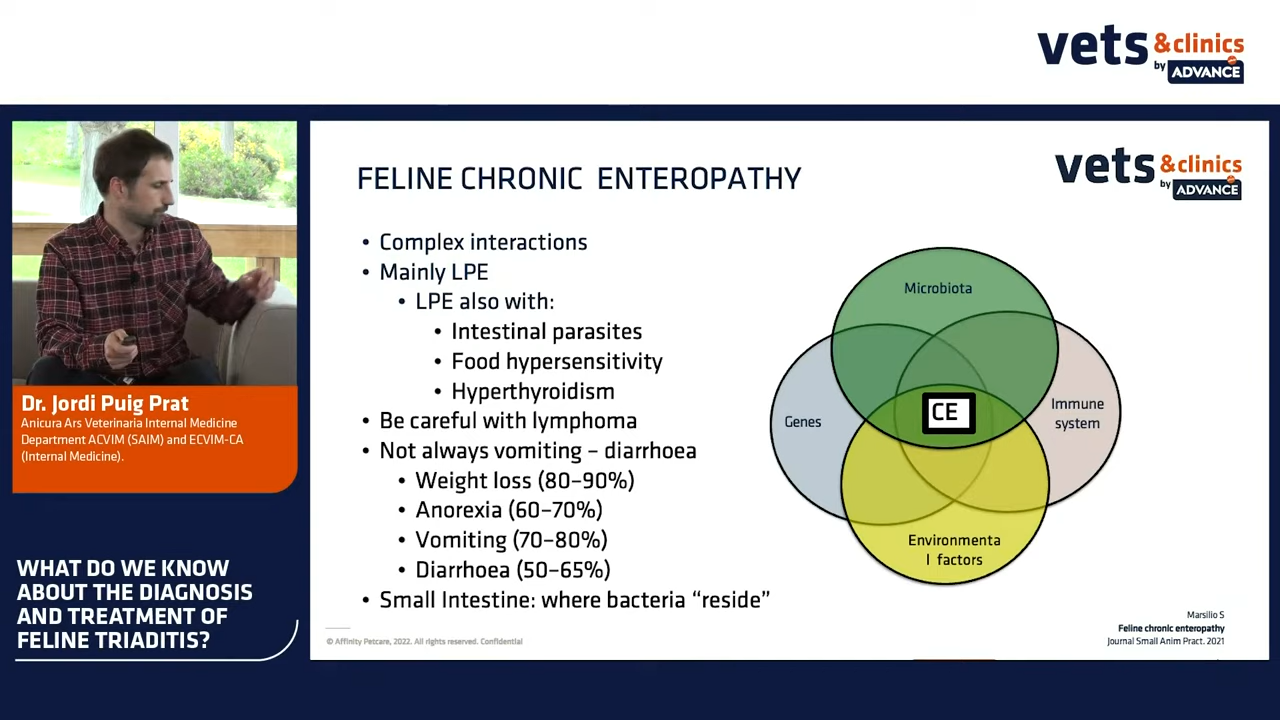 vets &clinics
by ADVANCE
vets &clinics
by ADVANCE
FELINE CHRONIC ENTEROPATHY
• Complex interactions
• Mainly LPE
• LPE also with:
• Intestinal parasites
• Food hypersensitivity
• Hyperthyroidism
• Be careful with lymphoma
• Not always vomiting – diarrhoea
• Weight loss (80–90%)
• Anorexia (60–70%)
• Vomiting (70–80%)
• Diarrhoea (50–65%)
• Small Intestine: where bacteria “reside”
Microbiota
Genes
CE
Immune
system
Environmenta
l factors
Marsilio S
Feline chronic enteropathy
Journal Small Anim Pract. 2021
© Affinity Petcare, 2022. All rights reserved. Confidential
Dr. Jordi Puig Prat
Anicura Ars Veterinaria Internal Medicine
Department ACVIM (SAIM) and ECVIM-CA
(Internal Medicine).
WHAT DO WE KNOW
ABOUT THE DIAGNOSIS
AND TREATMENT OF
FELINE TRIADITIS?